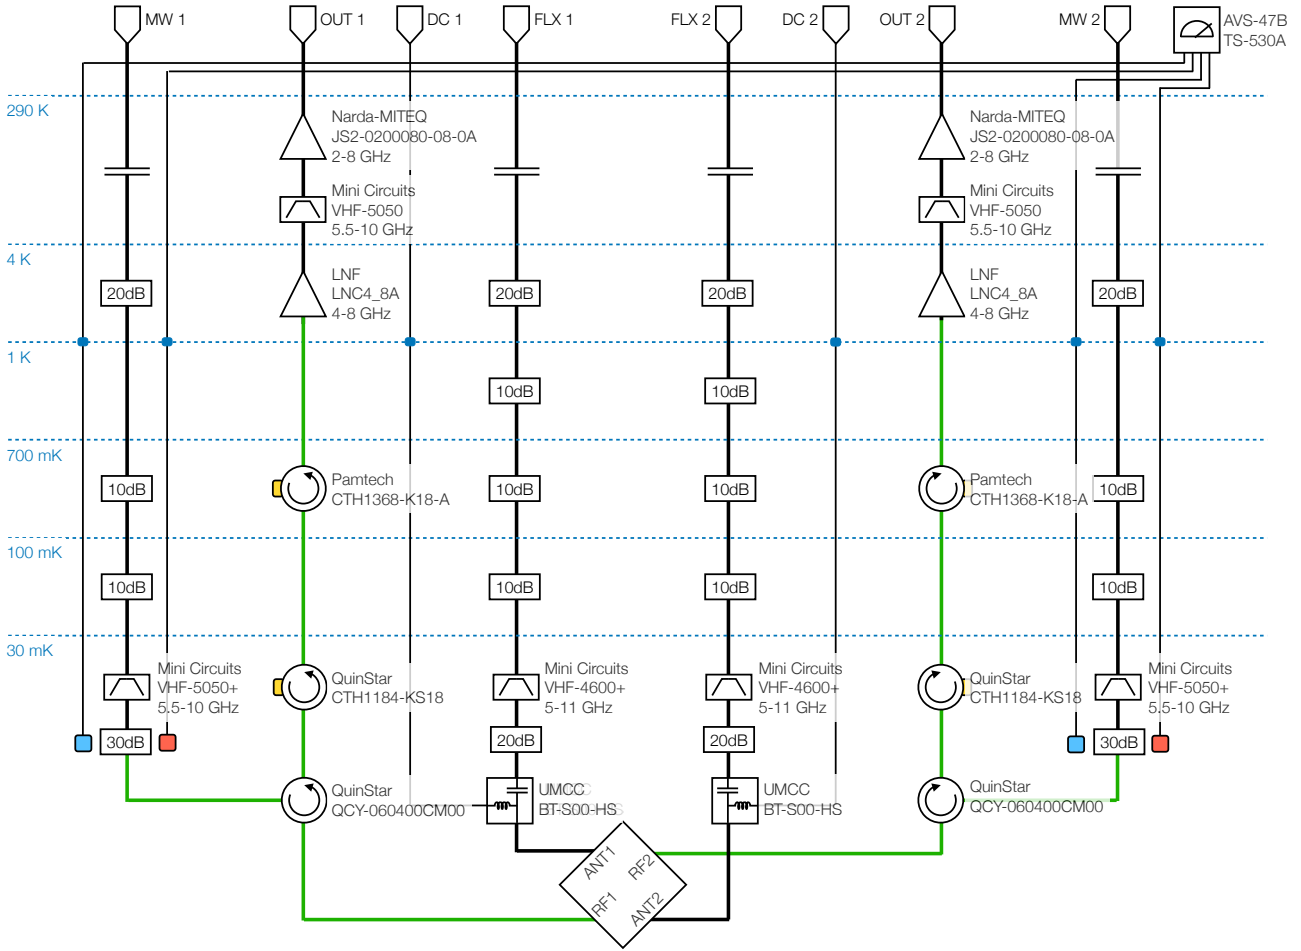 MW 1
OUT 1
DC 1
FLX 1
FLX 2
DC 2
OUT 2
MW 2
AVS-47B
TS-530A
290 K
Narda-MITEQ
JS2-0200080-08-0A
2-8 GHz
Narda-MITEQ
JS2-0200080-08-0A
2-8 GHz
Mini Circuits
VHF-5050
5.5-10 GHz
Mini Circuits
VHF-5050
5.5-10 GHz
4 K
20dB
LNF
LNC4_8A
4-8 GHz
20dB
20dB
LNF
LNC4_8A
4-8 GHz
20dB
1 K
10dB
10dB
700 mK
10dB
Pamtech
CTH1368-K18-A
10dB
10dB
Pamtech
CTH1368-K18-A
10dB
100 mK
10dB
10dB
10dB
10dB
30 mK
Mini Circuits
VHF-5050+
5.5-10 GHz
QuinStar
CTH1184-KS18
Mini Circuits
VHF-4600+
5-11 GHz
Mini Circuits
VHF-4600+
5-11 GHz
QuinStar
CTH1184-KS18
Mini Circuits
VHF-5050+
5.5-10 GHz
30dB
20dB
20dB
30dB
QuinStar
QCY-060400CM00
UMCC
BT-S00-HS
UMCC
BT-S00-HS
QuinStar
QCY-060400CM00
ANT1
RF2
RF1
ANT2